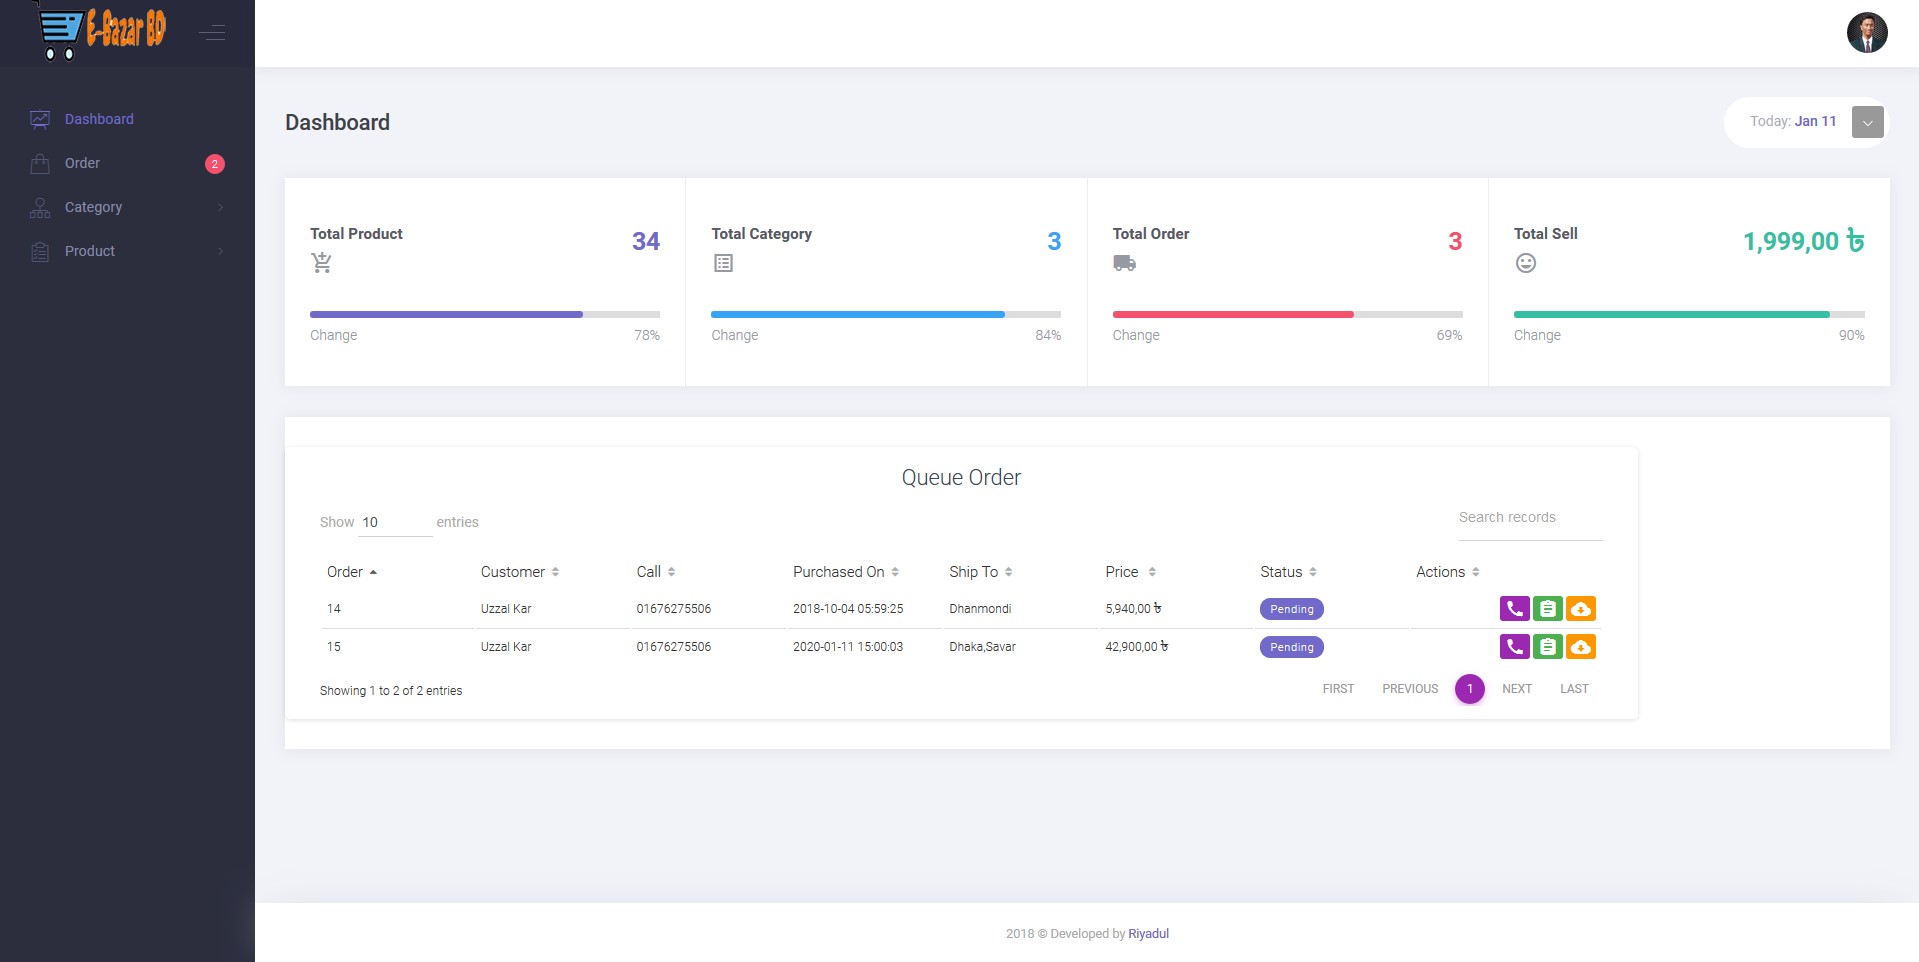 E-Bazar BD
Dashboard
Order 2
Category
Product
Dashboard
Today: Jan 11
Total Product 34
Change 78%
Total Category 3
Change 84%
Total Order 3
Change 69%
Total Sell 1,999,00 ৳
Change 90%
Queue Order
Show 10 entries
Search records
Order Customer Call Purchased On Ship To Price Status Actions
14 Uzzal Kar 01676275506 2018-10-04 05:59:25 Dhanmondi 5,940,00 ৳ Pending
15 Uzzal Kar 01676275506 2020-01-11 15:00:03 Dhaka,Savar 42,900,00 ৳ Pending
Showing 1 to 2 of 2 entries
FIRST PREVIOUS 1 NEXT LAST
2018 © Developed by Riyadul